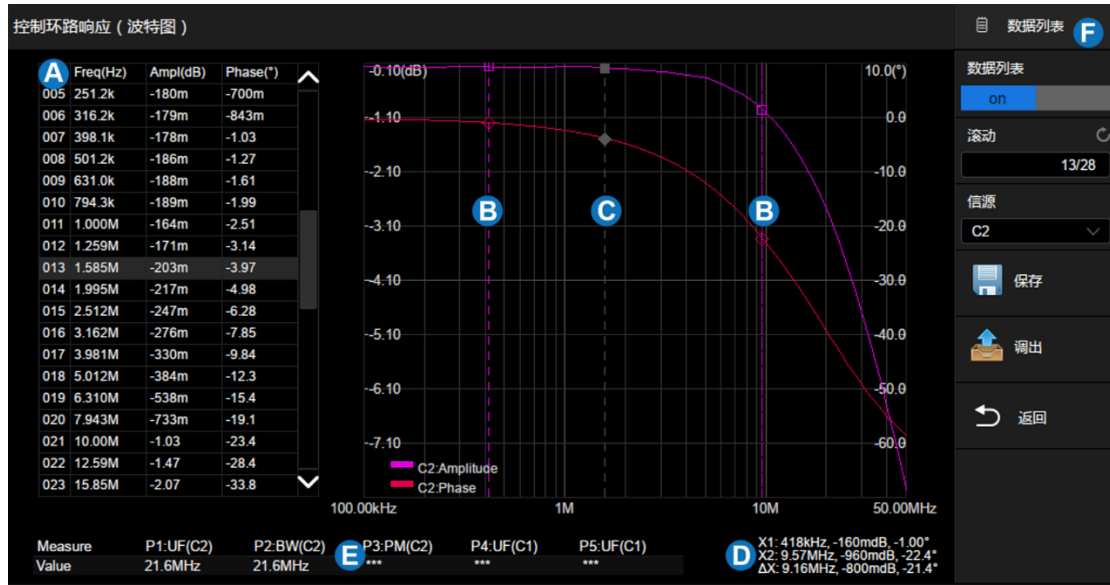 控制环路响应 ( 波特图 )
数据列表 F
A Freq(Hz) Ampl(dB) Phase(°)
005 251.2k -180m -700m
006 316.2k -179m -843m
007 398.1k -178m -1.03
008 501.2k -186m -1.27
009 631.0k -188m -1.61
010 794.3k -189m -1.99
011 1.000M -164m -2.51
012 1.259M -171m -3.14
013 1.585M -203m -3.97
014 1.995M -217m -4.98
015 2.512M -247m -6.28
016 3.162M -276m -7.85
017 3.981M -330m -9.84
018 5.012M -384m -12.3
019 6.310M -538m -15.4
020 7.943M -733m -19.1
021 10.00M -1.03 -23.4
022 12.59M -1.47 -28.4
023 15.85M -2.07 -33.8
-0.10(dB) 10.0(°)
-1.10 0.0
-2.10 -10.0
B C B
-3.10 -20.0
-4.10 -30.0
-5.10 -40.0
-6.10 -50.0
-7.10 -60.0
C2:Amplitude
C2:Phase
100.00kHz 1M 10M 50.00MHz
数据列表
on
滚动
13/28
信源
C2
保存
调出
返回
Measure P1:UF(C2) P2:BW(C2) P3:PM(C2) P4:UF(C1) P5:UF(C1)
Value 21.6MHz 21.6MHz E *** *** ***
D
X1: 418kHz, -160mdB, -1.00°
X2: 9.57MHz, -960mdB, -22.4°
ΔX: 9.16MHz, -800mdB, -21.4°